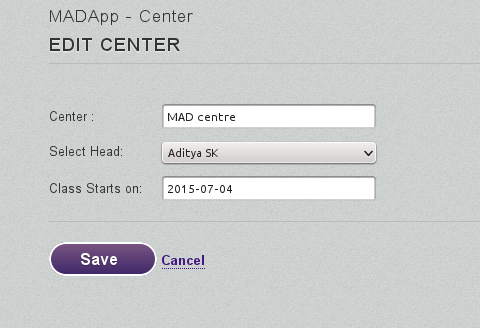 MADApp - Center
EDIT CENTER
Center : MAD centre
Select Head: Aditya SK
Class Starts on: 2015-07-04
Save Cancel